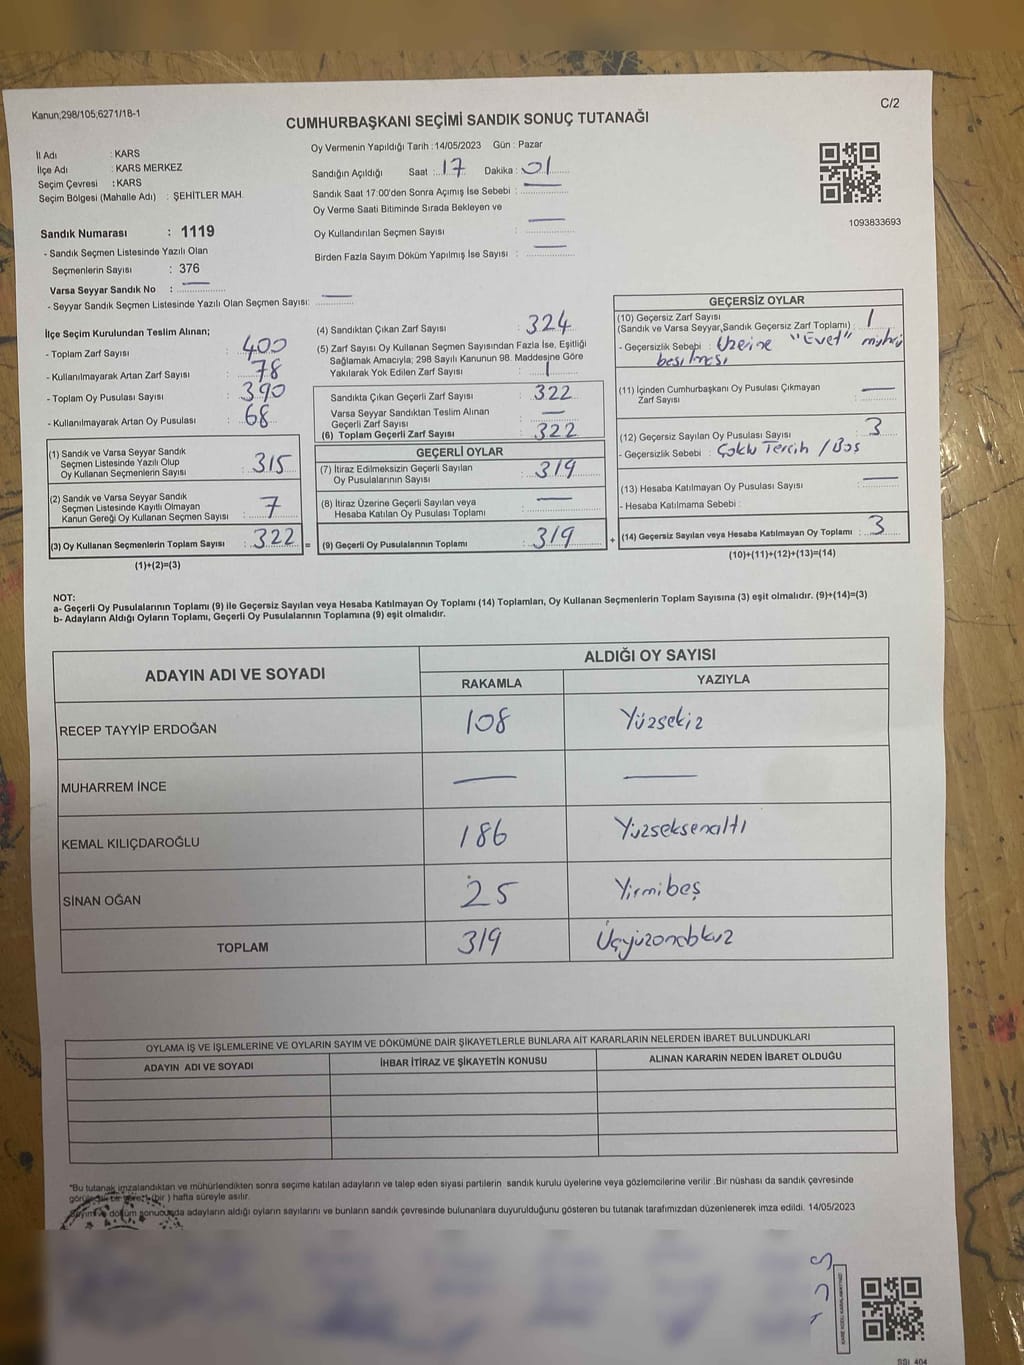 Kanun;298/105;6271/18-1
C/2
CUMHURBAŞKANI SEÇİMİ SANDIK SONUÇ TUTANAĞI
İl Adı : KARS
İlçe Adı : KARS MERKEZ
Seçim Çevresi : KARS
Seçim Bölgesi (Mahalle Adı) : ŞEHİTLER MAH.
Sandık Numarası : 1119
- Sandık Seçmen Listesinde Yazılı Olan
Seçmenlerin Sayısı : 376
Varsa Seyyar Sandık No : —
- Seyyar Sandık Seçmen Listesinde Yazılı Olan Seçmen Sayısı: —
Oy Vermenin Yapıldığı Tarih : 14/05/2023 Gün : Pazar
Sandığın Açıldığı Saat : 17 Dakika : 01
Sandık Saat 17:00'den Sonra Açımış İse Sebebi : —
Oy Verme Saati Bitiminde Sırada Bekleyen ve
Oy Kullandırılan Seçmen Sayısı : —
Birden Fazla Sayım Döküm Yapılmış İse Sayısı : —
1093833693
İlçe Seçim Kurulundan Teslim Alınan;
- Toplam Zarf Sayısı : 400
- Kullanılmayarak Artan Zarf Sayısı : 78
- Toplam Oy Pusulası Sayısı : 390
- Kullanılmayarak Artan Oy Pusulası : 68
(1) Sandık ve Varsa Seyyar Sandık
Seçmen Listesinde Yazılı Olup
Oy Kullanan Seçmenlerin Sayısı : 315
(2) Sandık ve Varsa Seyyar Sandık
Seçmen Listesinde Kayıtlı Olmayan
Kanun Gereği Oy Kullanan Seçmen Sayısı : 7
(3) Oy Kullanan Seçmenlerin Toplam Sayısı : 322 =
(1)+(2)=(3)
(4) Sandıktan Çıkan Zarf Sayısı : 324
(5) Zarf Sayısı Oy Kullanan Seçmen Sayısından Fazla İse, Eşitliği
Sağlamak Amacıyla; 298 Sayılı Kanunun 98. Maddesine Göre
Yakılarak Yok Edilen Zarf Sayısı : 1
Sandıkta Çıkan Geçerli Zarf Sayısı : 322
Varsa Seyyar Sandıktan Teslim Alınan
Geçerli Zarf Sayısı : —
(6) Toplam Geçerli Zarf Sayısı : 322
GEÇERLİ OYLAR
(7) İtiraz Edilmeksizin Geçerli Sayılan
Oy Pusulalarının Sayısı : 319
(8) İtiraz Üzerine Geçerli Sayılan veya
Hesaba Katılan Oy Pusulası Toplamı : —
(9) Geçerli Oy Pusulalarının Toplamı : 319 +
GEÇERSİZ OYLAR
(10) Geçersiz Zarf Sayısı
(Sandık ve Varsa Seyyar,Sandık Geçersiz Zarf Toplamı) : 1
- Geçersizlik Sebebi : Üzerine "Evet" mührü
basılması
(11) İçinden Cumhurbaşkanı Oy Pusulası Çıkmayan
Zarf Sayısı : —
(12) Geçersiz Sayılan Oy Pusulası Sayısı : 3
- Geçersizlik Sebebi : Çoklu Tercih / Boş
(13) Hesaba Katılmayan Oy Pusulası Sayısı : —
- Hesaba Katılmama Sebebi :
(14) Geçersiz Sayılan veya Hesaba Katılmayan Oy Toplamı : 3
(10)+(11)+(12)+(13)=(14)
NOT:
a- Geçerli Oy Pusulalarının Toplamı (9) ile Geçersiz Sayılan veya Hesaba Katılmayan Oy Toplamı (14) Toplamları, Oy Kullanan Seçmenlerin Toplam Sayısına (3) eşit olmalıdır. (9)+(14)=(3)
b- Adayların Aldığı Oyların Toplamı, Geçerli Oy Pusulalarının Toplamına (9) eşit olmalıdır.
ADAYIN ADI VE SOYADI
ALDIĞI OY SAYISI
RAKAMLA YAZIYLA
RECEP TAYYİP ERDOĞAN 108 Yüzsekiz
MUHARREM İNCE — —
KEMAL KILIÇDAROĞLU 186 Yüzseksenaltı
SİNAN OĞAN 25 Yirmibeş
TOPLAM 319 Üçyüzondokuz
OYLAMA İŞ VE İŞLEMLERİNE VE OYLARIN SAYIM VE DÖKÜMÜNE DAİR ŞİKAYETLERLE BUNLARA AİT KARARLARIN NELERDEN İBARET BULUNDUKLARI
ADAYIN ADI VE SOYADI İHBAR İTİRAZ VE ŞİKAYETİN KONUSU ALINAN KARARIN NEDEN İBARET OLDUĞU
*Bu tutanak imzalandıktan ve mühürlendikten sonra seçime katılan adayların ve talep eden siyasi partilerin sandık kurulu üyelerine veya gözlemcilerine verilir .Bir nüshası da sandık çevresinde
(bir ) hafta süreyle asılır.
döküm sonucunda adayların aldığı oyların sayılarını ve bunların sandık çevresinde bulunanlara duyurulduğunu gösteren bu tutanak tarafımızdan düzenlenerek imza edildi. 14/05/2023